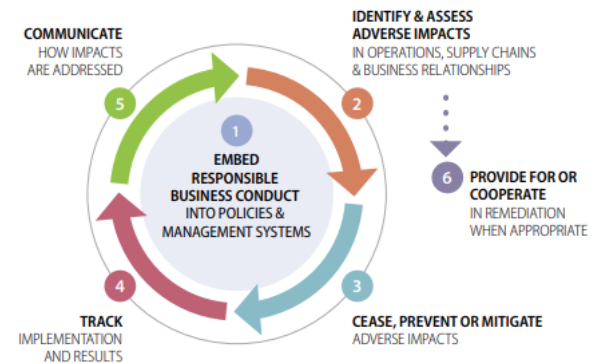 COMMUNICATE
HOW IMPACTS
ARE ADDRESSED
5
IDENTIFY & ASSESS
ADVERSE IMPACTS
IN OPERATIONS, SUPPLY CHAINS
& BUSINESS RELATIONSHIPS
2
1
EMBED
RESPONSIBLE
BUSINESS CONDUCT
INTO POLICIES &
MANAGEMENT SYSTEMS
6
PROVIDE FOR OR
COOPERATE
IN REMEDIATION
WHEN APPROPRIATE
4
TRACK
IMPLEMENTATION
AND RESULTS
3
CEASE, PREVENT OR MITIGATE
ADVERSE IMPACTS